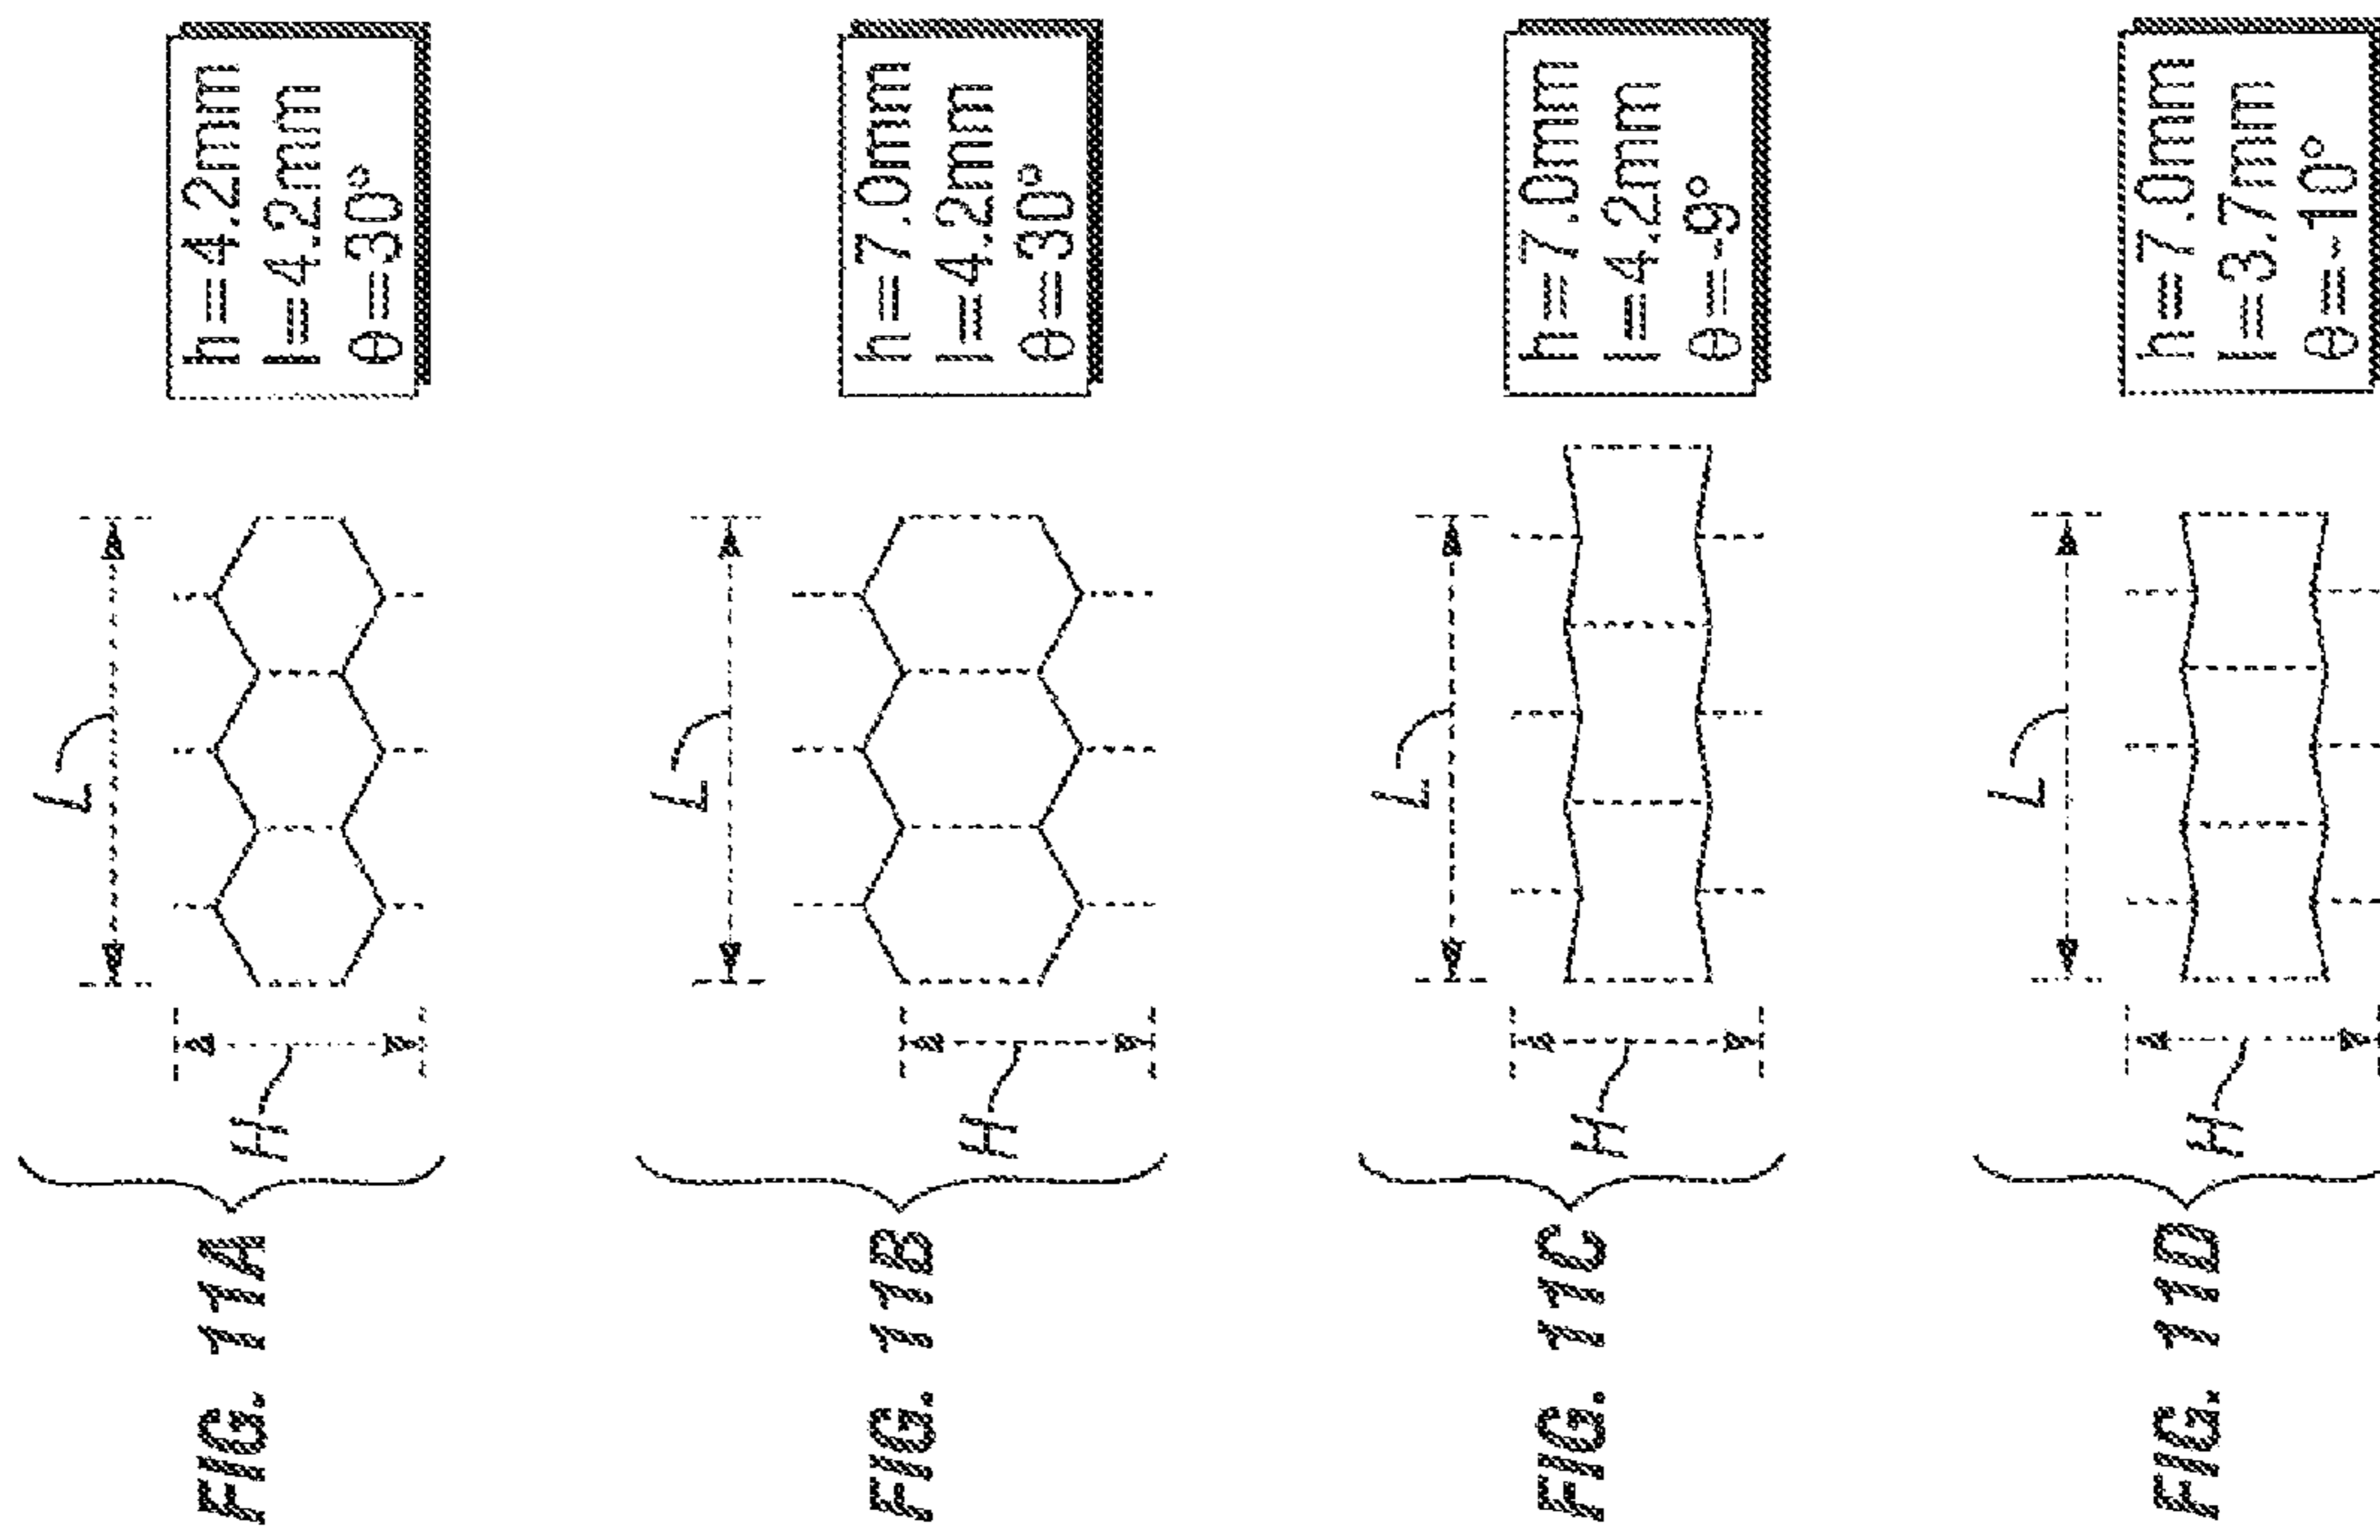 FIG. 11A
H
L
h=4.2mm
l=4.2mm
θ=30°
FIG. 11B
H
L
h=7.0mm
l=4.2mm
θ=30°
FIG. 11C
H
L
h=7.0mm
l=4.2mm
θ=-9°
FIG. 11D
H
L
h=7.0mm
l=3.7mm
θ=-10°